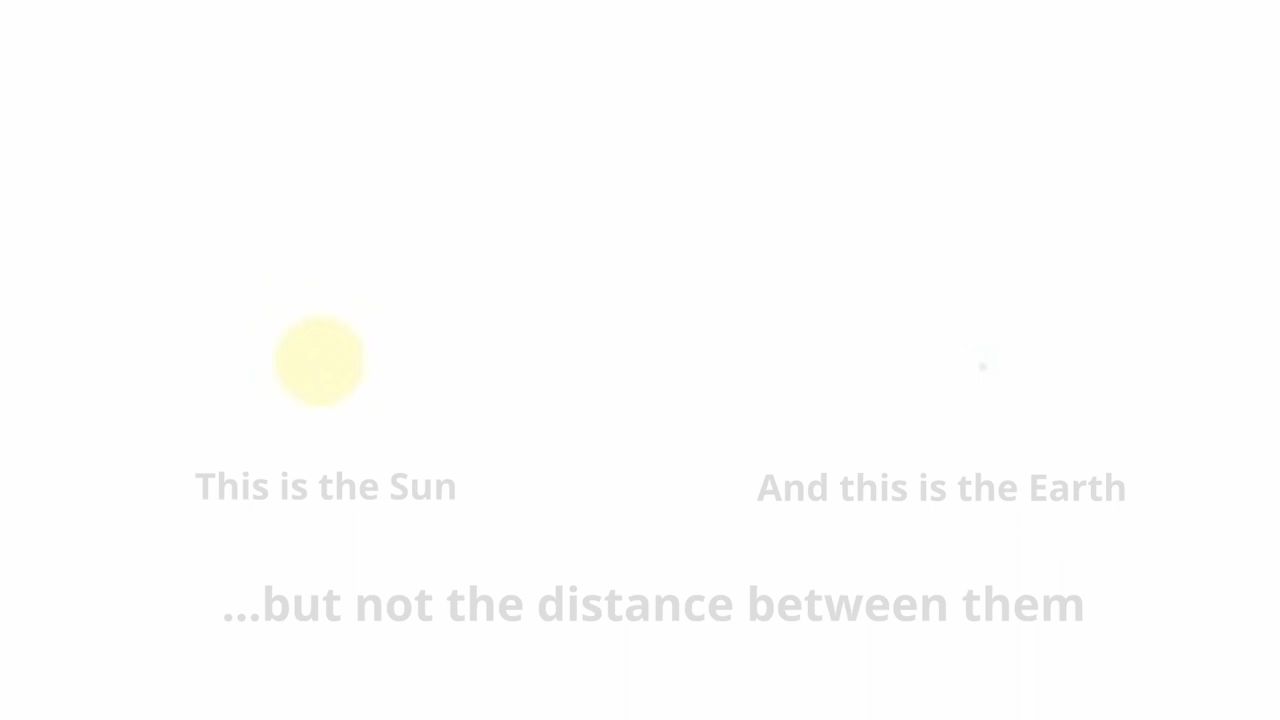 This is the Sun
And this is the Earth
...but not the distance between them